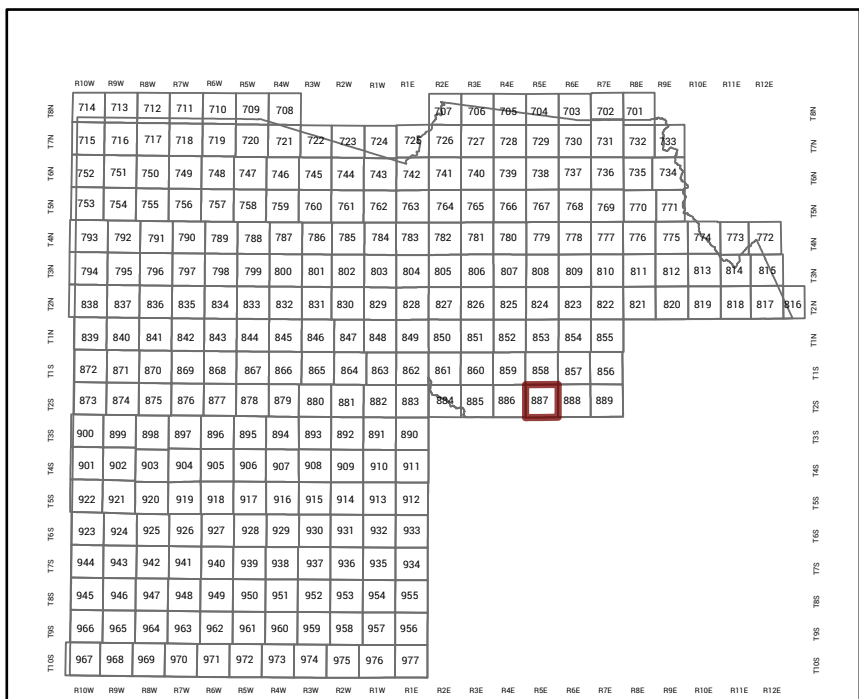 R10W R9W R8W R7W R6W R5W R4W R3W R2W R1W R1E R2E R3E R4E R5E R6E R7E R8E R9E R10E R11E R12E
T8N 714 713 712 711 710 709 708 707 706 705 704 703 702 701 T8N
T7N 715 716 717 718 719 720 721 722 723 724 725 726 727 728 729 730 731 732 733 T7N
T6N 752 751 750 749 748 747 746 745 744 743 742 741 740 739 738 737 736 735 734 T6N
T5N 753 754 755 756 757 758 759 760 761 762 763 764 765 766 767 768 769 770 771 T5N
T4N 793 792 791 790 789 788 787 786 785 784 783 782 781 780 779 778 777 776 775 774 773 772 T4N
T3N 794 795 796 797 798 799 800 801 802 803 804 805 806 807 808 809 810 811 812 813 814 815 T3N
T2N 838 837 836 835 834 833 832 831 830 829 828 827 826 825 824 823 822 821 820 819 818 817 816 T2N
T1N 839 840 841 842 843 844 845 846 847 848 849 850 851 852 853 854 855 T1N
T1S 872 871 870 869 868 867 866 865 864 863 862 861 860 859 858 857 856 T1S
T2S 873 874 875 876 877 878 879 880 881 882 883 884 885 886 887 888 889 T2S
T3S 900 899 898 897 896 895 894 893 892 891 890 T3S
T4S 901 902 903 904 905 906 907 908 909 910 911 T4S
T5S 922 921 920 919 918 917 916 915 914 913 912 T5S
T6S 923 924 925 926 927 928 929 930 931 932 933 T6S
T7S 944 943 942 941 940 939 938 937 936 935 934 T7S
T8S 945 946 947 948 949 950 951 952 953 954 955 T8S
T9S 966 965 964 963 962 961 960 959 958 957 956 T9S
T10S 967 968 969 970 971 972 973 974 975 976 977 T10S
R10W R9W R8W R7W R6W R5W R4W R3W R2W R1W R1E R2E R3E R4E R5E R6E R7E R8E R9E R10E R11E R12E